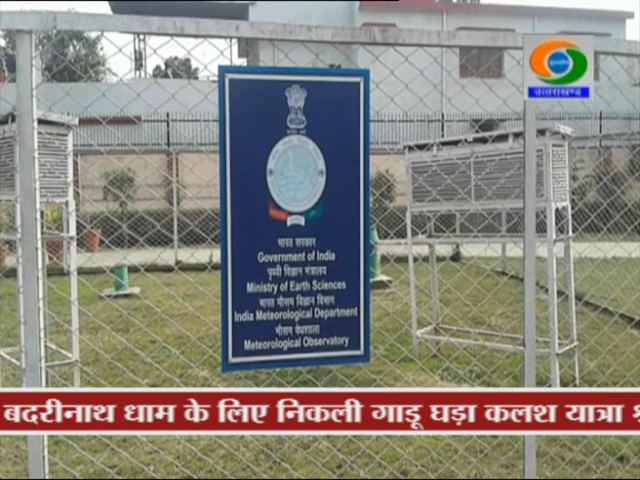 उत्तराखण्ड
भारत सरकार
Government of India
पृथ्वी विज्ञान मंत्रालय
Ministry of Earth Sciences
भारत मौसम विज्ञान विभाग
India Meteorological Department
मौसम वेधशाला
Meteorological Observatory
बदरीनाथ धाम के लिए निकली गाडू घड़ा कलश यात्रा